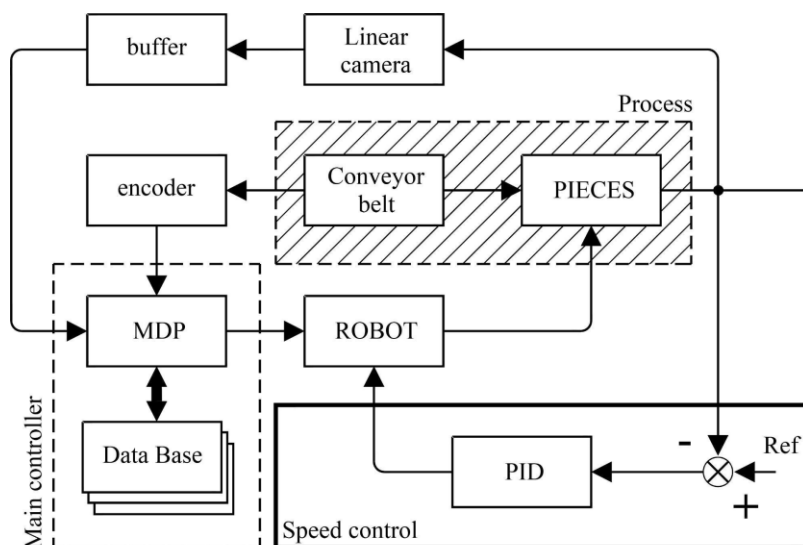 buffer
Linear
camera
Process
encoder
Conveyor
belt
PIECES
MDP
ROBOT
Main controller
Data Base
PID
-
Ref
+
Speed control